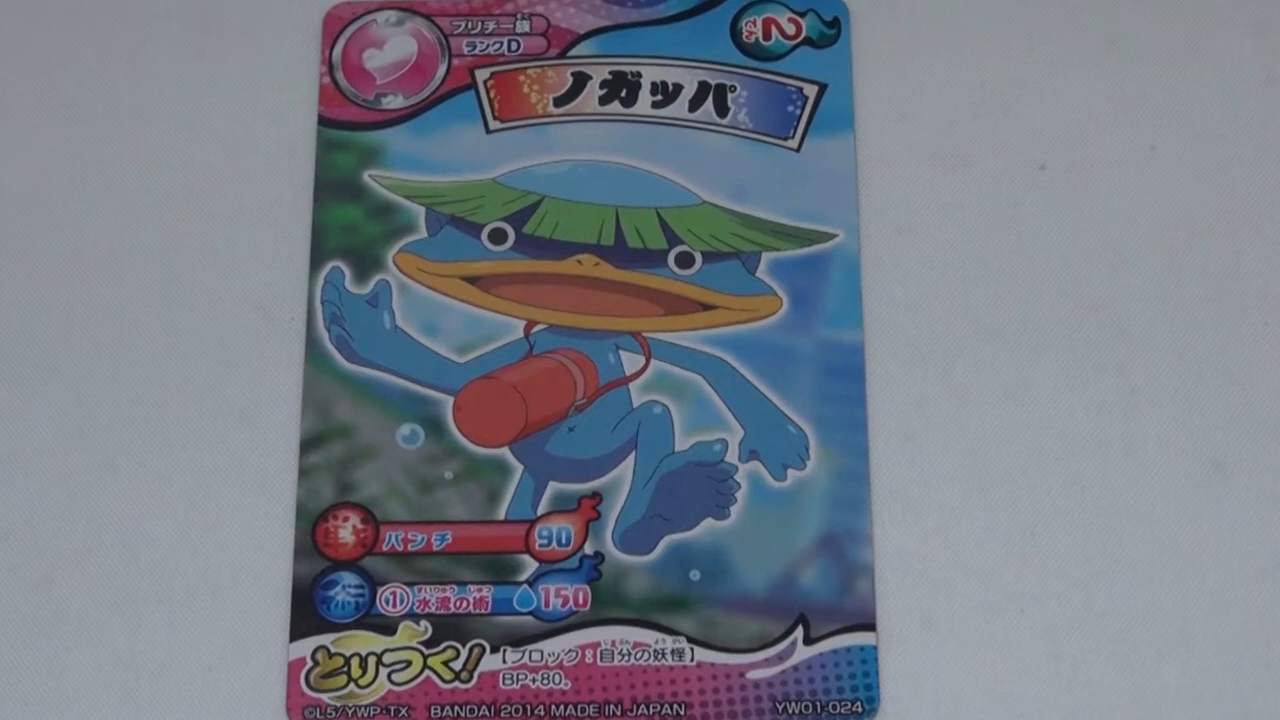 プリチー族
ぞく
ランクD
2
ノガッパ
パンチ 90
すいりゅう じゅつ
① 水流の術 150
とりつく!
じぶん ようかい
【ブロック:自分の妖怪】
BP+80。
©L5/YWP・TX BANDAI 2014 MADE IN JAPAN YW01-024